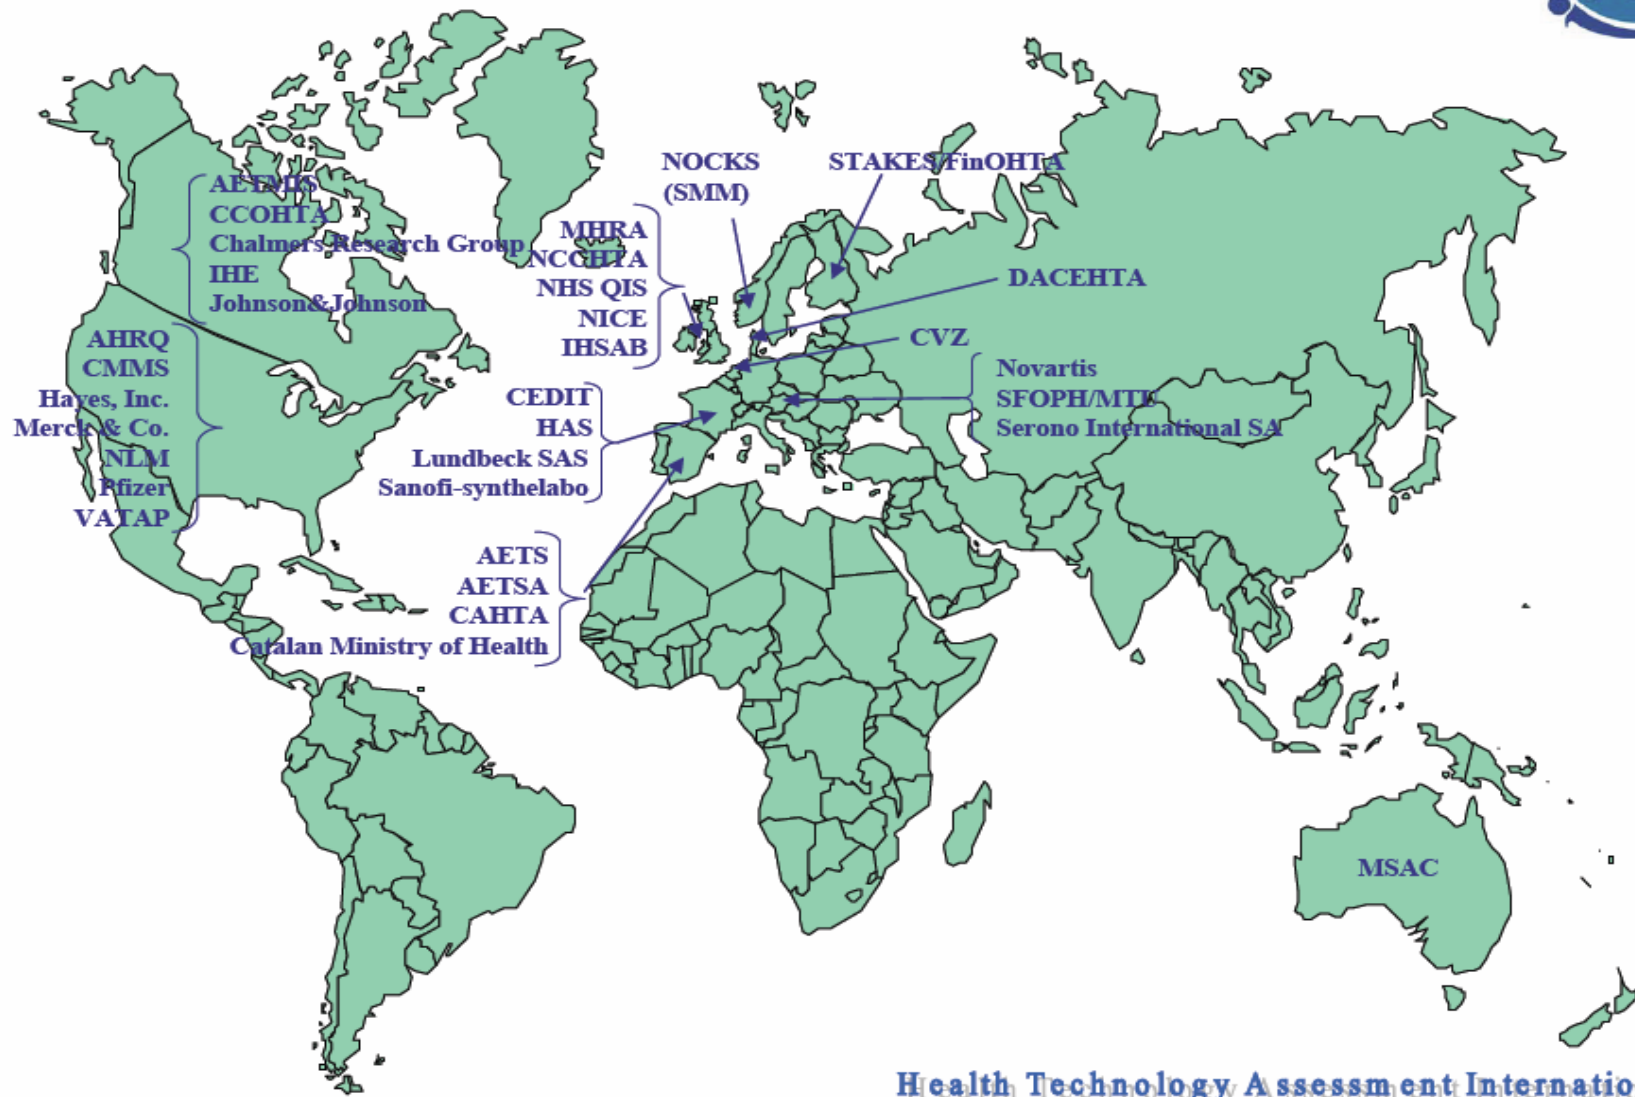 NOCKS
(SMM)
STAKES/FinOHTA
AETMIS
CCOHTA
Chalmers Research Group
IHE
Johnson&Johnson
MHRA
NCCHTA
NHS QIS
NICE
IHSAB
DACEHTA
CVZ
AHRQ
CMMS
Hayes, Inc.
Merck & Co.
NLM
Pfizer
VATAP
CEDIT
HAS
Lundbeck SAS
Sanofi-synthelabo
Novartis
SFOPH/MTE
Serono International SA
AETS
AETSA
CAHTA
Catalan Ministry of Health
MSAC
Health Technology Assessment Internatio